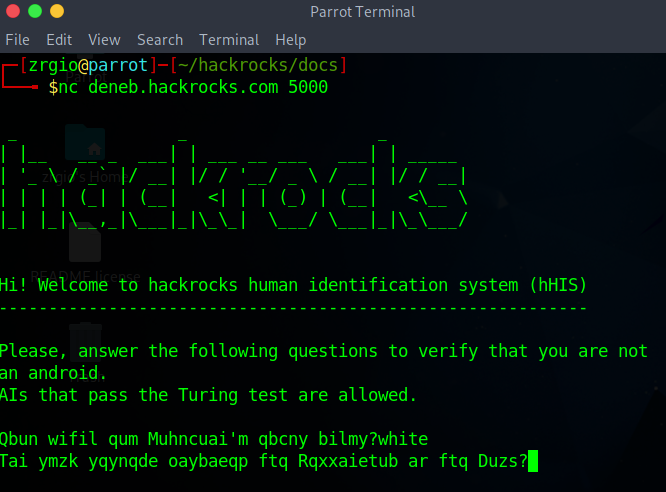 Parrot Terminal
File Edit View Search Terminal Help
[zrgio@parrot]-[~/hackrocks/docs]
$nc deneb.hackrocks.com 5000
hackrocks
Hi! Welcome to hackrocks human identification system (hHIS)
-----------------------------------------------------------
Please, answer the following questions to verify that you are not
an android.
AIs that pass the Turing test are allowed.
Qbun wifil qum Muhncuai'm qbcny bilmy?white
Tai ymzk yqynqde oaybaeqp ftq Rqxxaietub ar ftq Duzs?